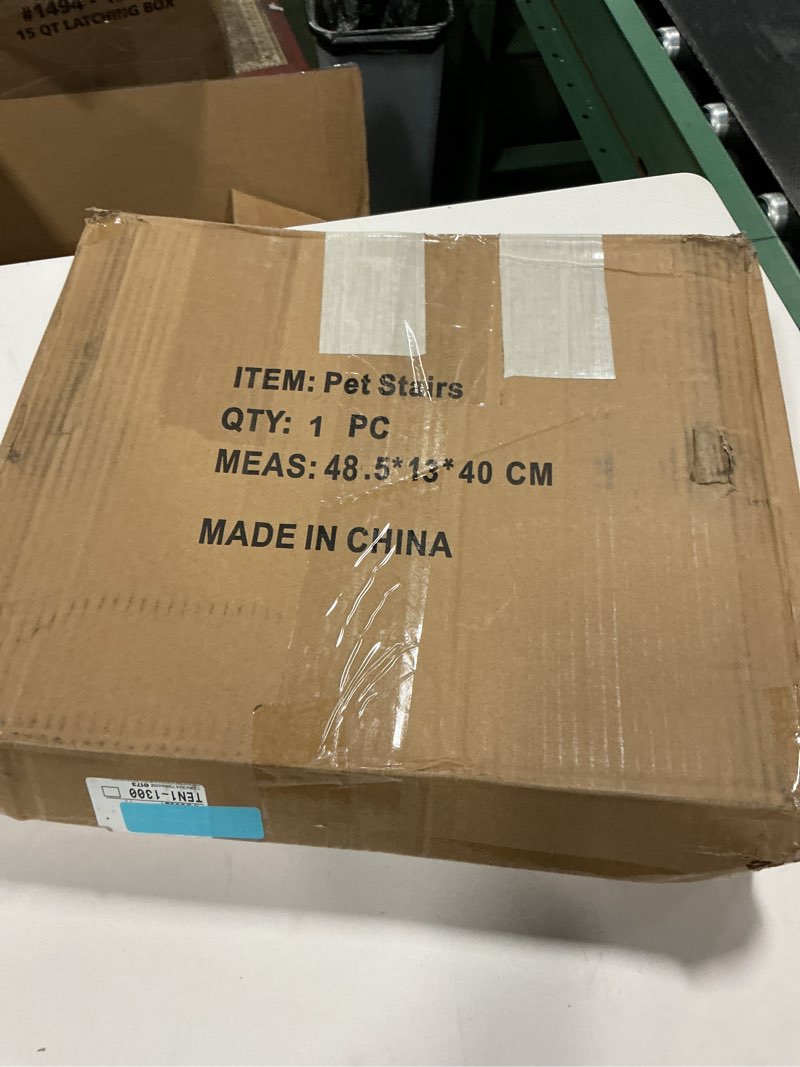 #1494
15 QT LATCHING BOX
ITEM: Pet Stairs
QTY: 1 PC
MEAS: 48.5*13*40 CM
MADE IN CHINA
TEN1-1300